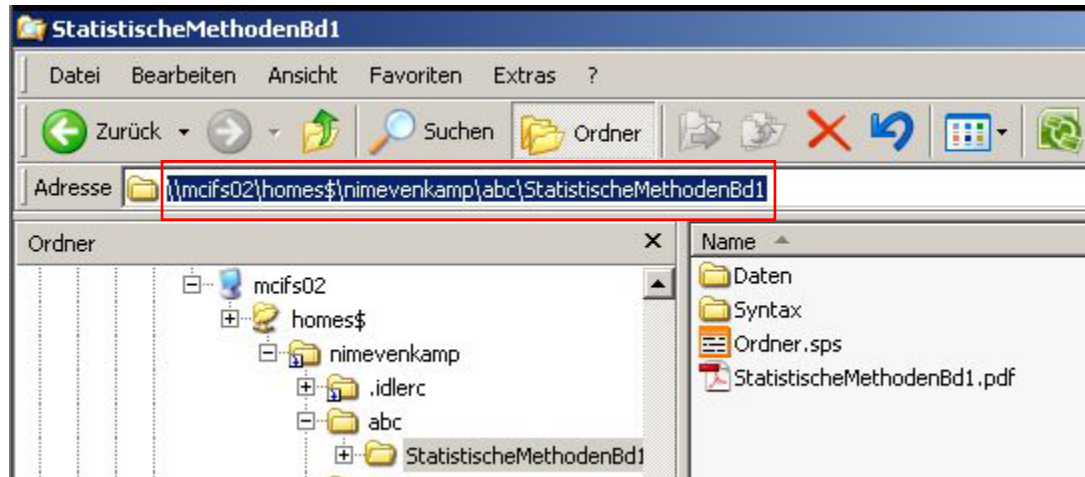 StatistischeMethodenBd1
Datei Bearbeiten Ansicht Favoriten Extras ?
Zurück Suchen Ordner
Adresse \\mcifs02\homes$\nimevenkamp\abc\StatistischeMethodenBd1
Ordner
mcifs02
homes$
nimevenkamp
.idlerc
abc
StatistischeMethodenBd1
Name
Daten
Syntax
Ordner.sps
StatistischeMethodenBd1.pdf